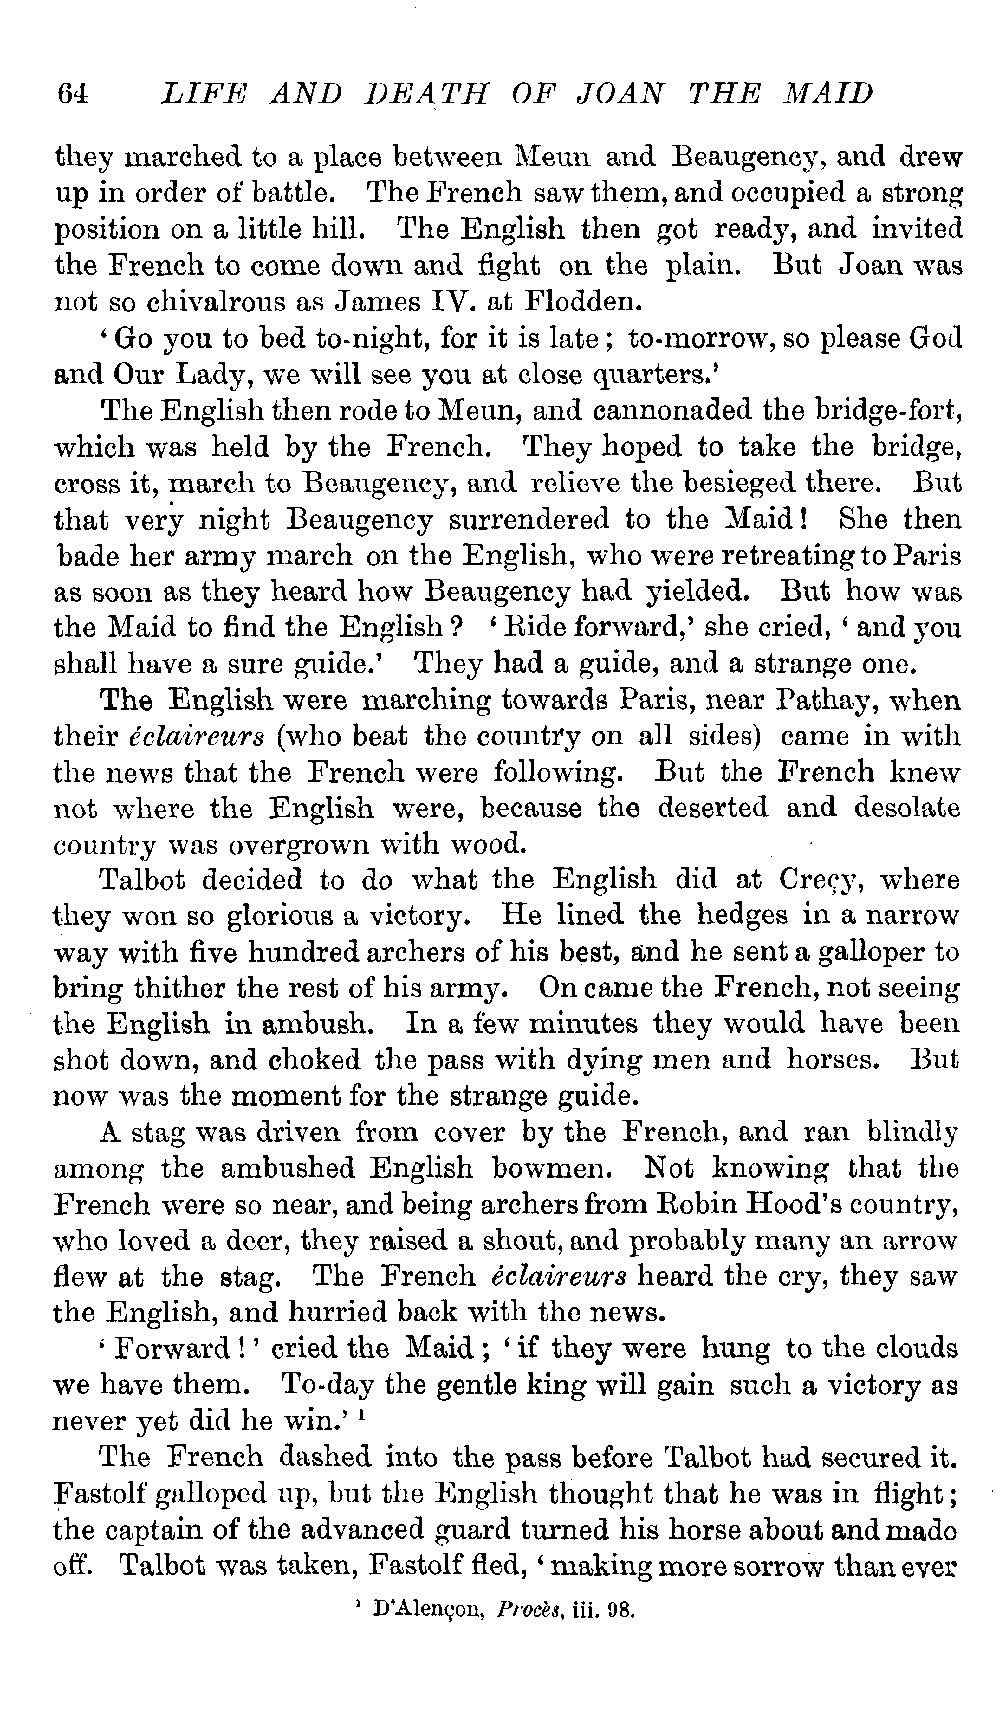 64 LIFE AND DEATH OF JOAN THE MAID
they marched to a place between Meun and Beaugency, and drew
up in order of battle. The French saw them, and occupied a strong
position on a little hill. The English then got ready, and invited
the French to come down and fight on the plain. But Joan was
not so chivalrous as James IV. at Flodden.
‘Go you to bed to-night, for it is late; to-morrow, so please God
and Our Lady, we will see you at close quarters.’
The English then rode to Meun, and cannonaded the bridge-fort,
which was held by the French. They hoped to take the bridge,
cross it, march to Beaugency, and relieve the besieged there. But
that very night Beaugency surrendered to the Maid! She then
bade her army march on the English, who were retreating to Paris
as soon as they heard how Beaugency had yielded. But how was
the Maid to find the English? ‘Ride forward,’ she cried, ‘and you
shall have a sure guide.’ They had a guide, and a strange one.
The English were marching towards Paris, near Pathay, when
their éclaireurs (who beat the country on all sides) came in with
the news that the French were following. But the French knew
not where the English were, because the deserted and desolate
country was overgrown with wood.
Talbot decided to do what the English did at Creçy, where
they won so glorious a victory. He lined the hedges in a narrow
way with five hundred archers of his best, and he sent a galloper to
bring thither the rest of his army. On came the French, not seeing
the English in ambush. In a few minutes they would have been
shot down, and choked the pass with dying men and horses. But
now was the moment for the strange guide.
A stag was driven from cover by the French, and ran blindly
among the ambushed English bowmen. Not knowing that the
French were so near, and being archers from Robin Hood’s country,
who loved a deer, they raised a shout, and probably many an arrow
flew at the stag. The French éclaireurs heard the cry, they saw
the English, and hurried back with the news.
‘Forward!’ cried the Maid; ‘if they were hung to the clouds
we have them. To-day the gentle king will gain such a victory as
never yet did he win.’ ¹
The French dashed into the pass before Talbot had secured it.
Fastolf galloped up, but the English thought that he was in flight;
the captain of the advanced guard turned his horse about and made
off. Talbot was taken, Fastolf fled, ‘making more sorrow than ever
¹ D’Alençon, Procès, iii. 98.